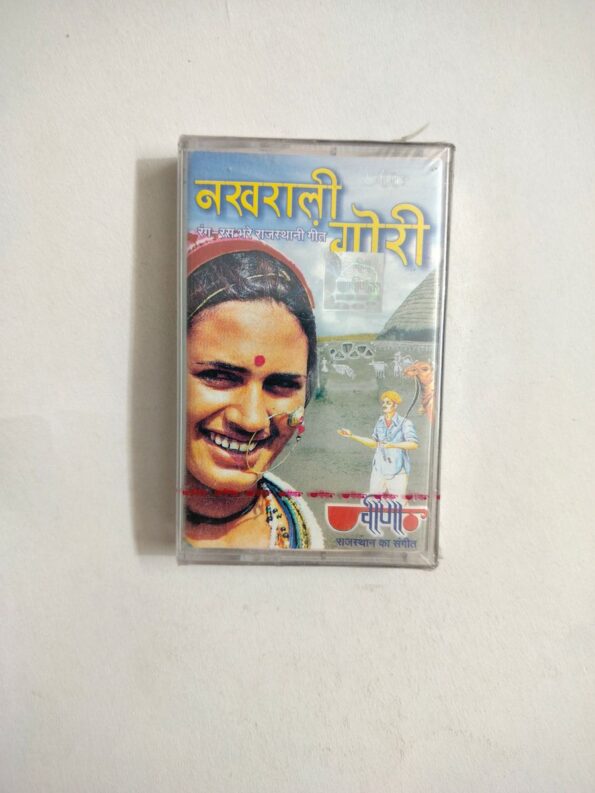 नखराली
गोरी
रंग-रस भरे राजस्थानी गीत
वीणा
राजस्थान का संगीत